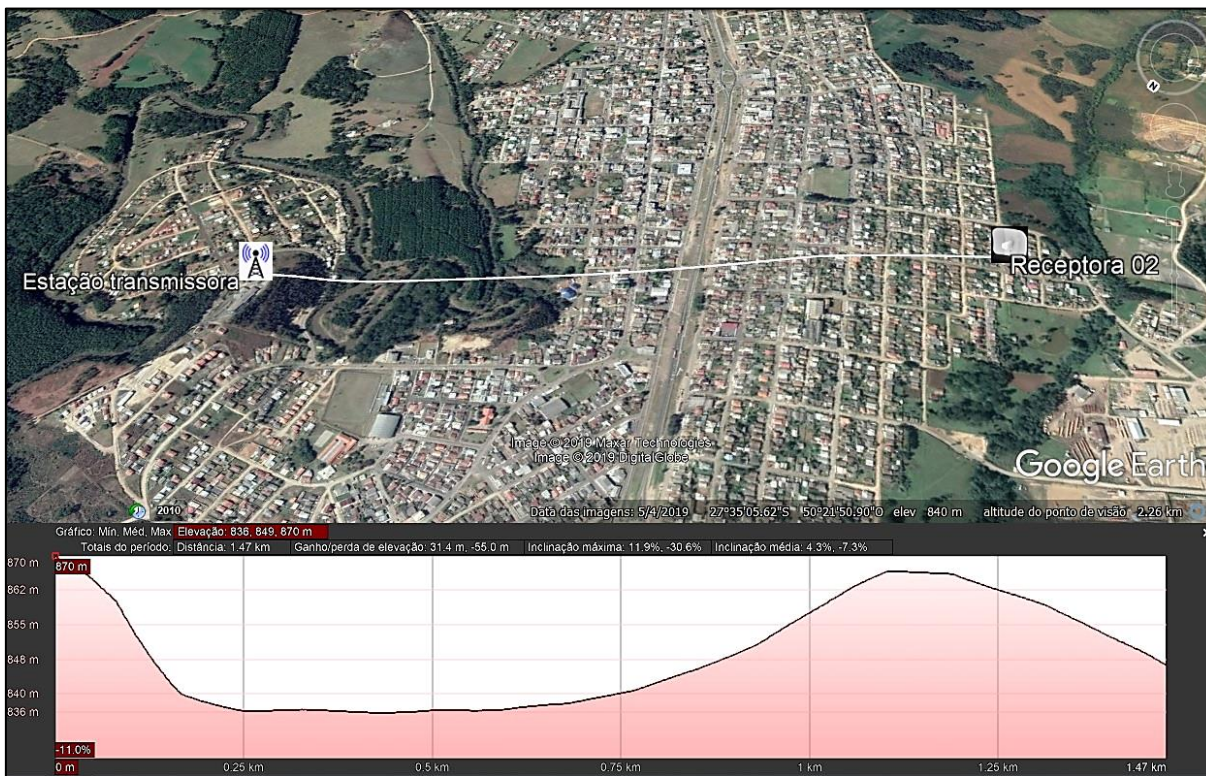 N
Estação transmissora
Receptora 02
Image © 2019 Maxar Technologies
Image © 2019 DigitalGlobe
Google Earth
2010
Data das imagens: 5/4/2019 27°35'05.62"S 50°21'50.90"O elev 840 m altitude do ponto de visão 2.26 km
Gráfico: Mín, Méd, Max Elevação: 836, 849, 870 m
Totais do período: Distância: 1.47 km Ganho/perda de elevação: 31.4 m, -55.0 m Inclinação máxima: 11.9%, -30.6% Inclinação média: 4.3%, -7.3%
870 m
870 m
862 m
855 m
848 m
840 m
836 m
-11.0%
0 m 0.25 km 0.5 km 0.75 km 1 km 1.25 km 1.47 km